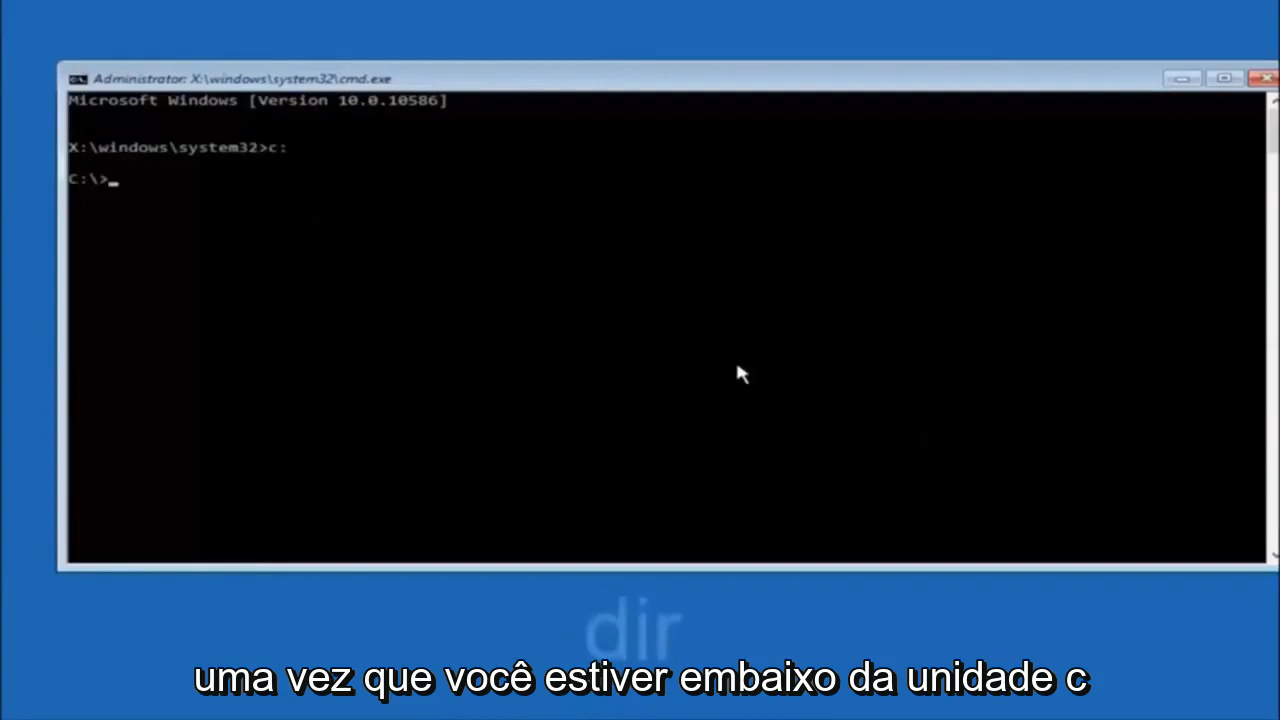 Administrator: X:\windows\system32\cmd.exe
Microsoft Windows [Version 10.0.10586]
X:\windows\system32>c:
C:\>_
dir
uma vez que você estiver embaixo da unidade c